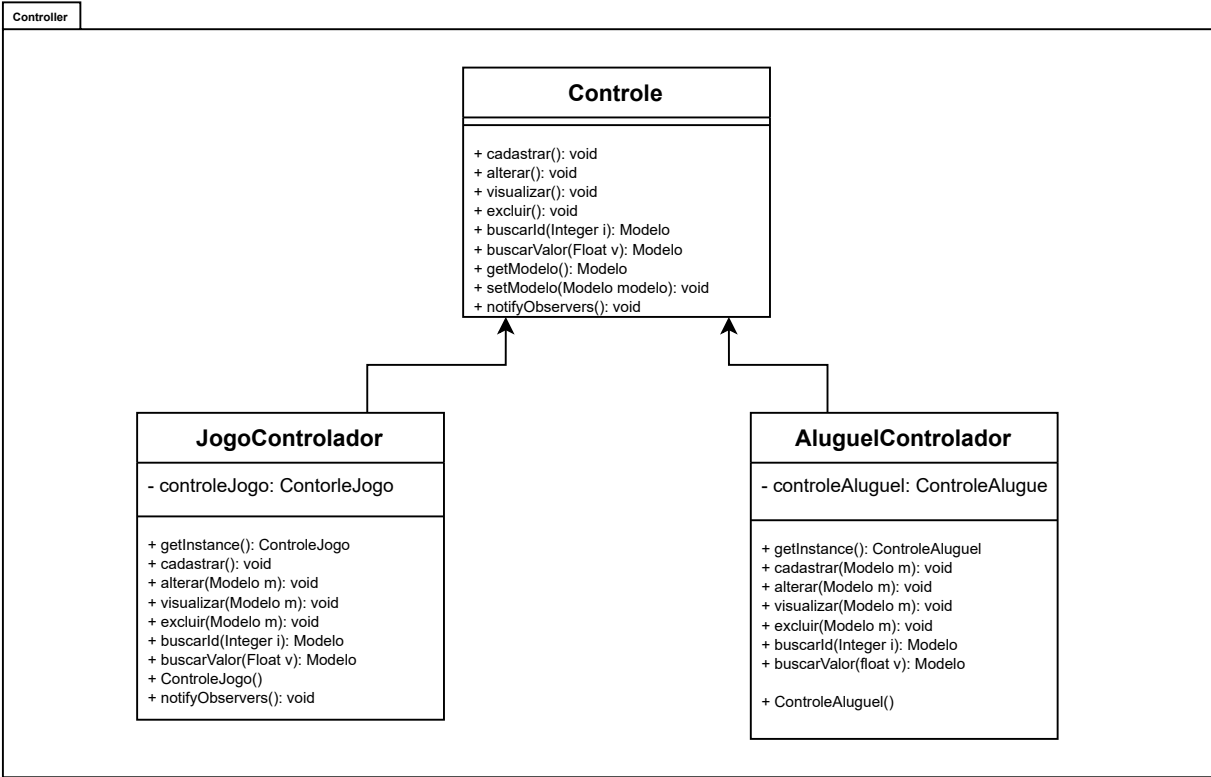 Controller
Controle
+ cadastrar(): void
+ alterar(): void
+ visualizar(): void
+ excluir(): void
+ buscarId(Integer i): Modelo
+ buscarValor(Float v): Modelo
+ getModelo(): Modelo
+ setModelo(Modelo modelo): void
+ notifyObservers(): void
JogoControlador
- controleJogo: ContorleJogo
+ getInstance(): ControleJogo
+ cadastrar(): void
+ alterar(Modelo m): void
+ visualizar(Modelo m): void
+ excluir(Modelo m): void
+ buscarId(Integer i): Modelo
+ buscarValor(Float v): Modelo
+ ControleJogo()
+ notifyObservers(): void
AluguelControlador
- controleAluguel: ControleAlugue
+ getInstance(): ControleAluguel
+ cadastrar(Modelo m): void
+ alterar(Modelo m): void
+ visualizar(Modelo m): void
+ excluir(Modelo m): void
+ buscarId(Integer i): Modelo
+ buscarValor(float v): Modelo
+ ControleAluguel()